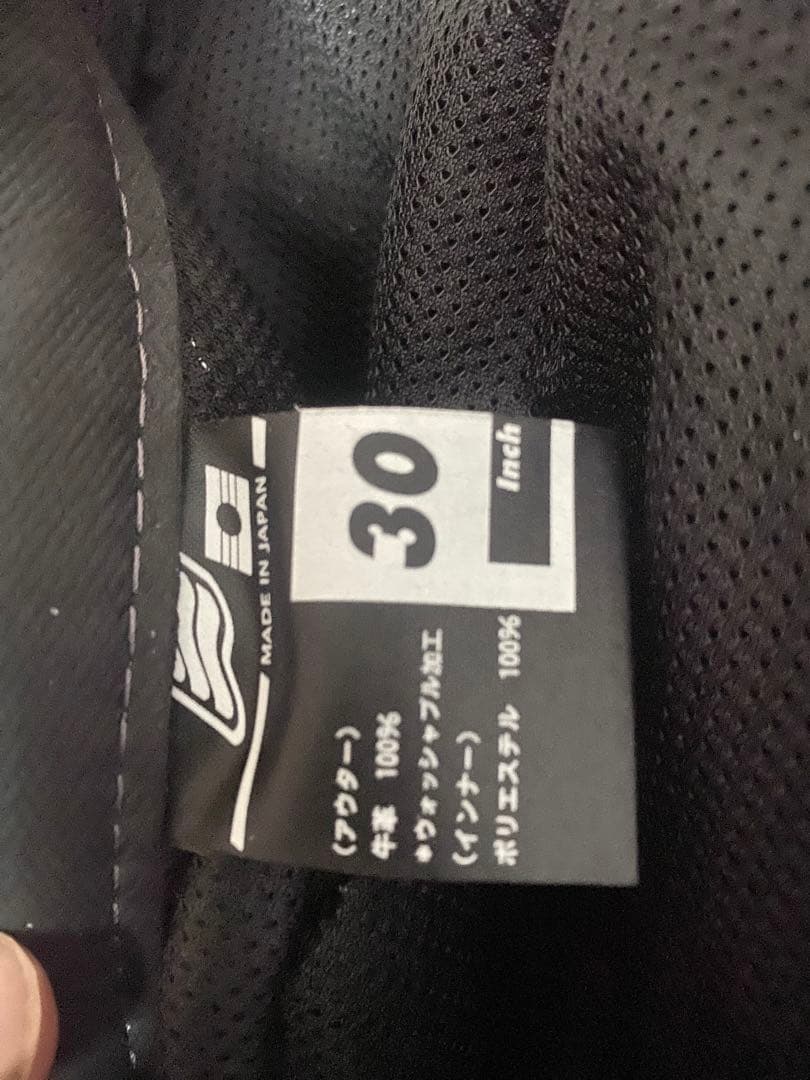 MADE IN JAPAN
30
Inch
(アウター)
牛革 100%
*ウォッシャブル加工
(インナー)
ポリエステル 100%